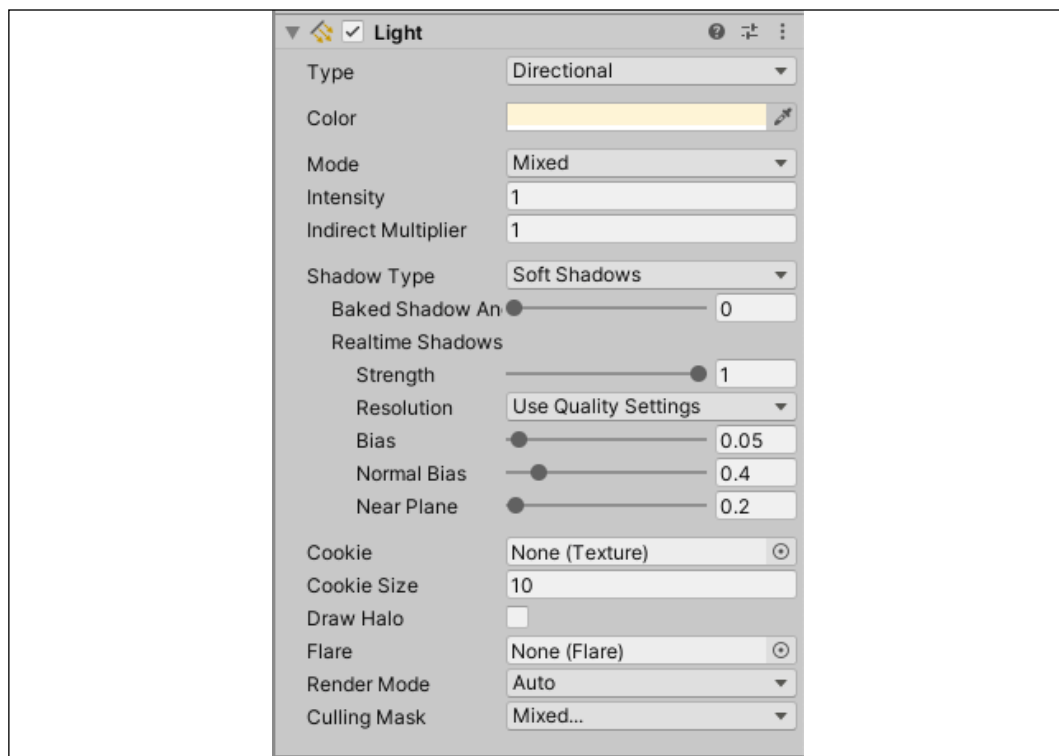 Light
Type Directional
Color
Mode Mixed
Intensity 1
Indirect Multiplier 1
Shadow Type Soft Shadows
Baked Shadow An 0
Realtime Shadows
Strength 1
Resolution Use Quality Settings
Bias 0.05
Normal Bias 0.4
Near Plane 0.2
Cookie None (Texture)
Cookie Size 10
Draw Halo
Flare None (Flare)
Render Mode Auto
Culling Mask Mixed...